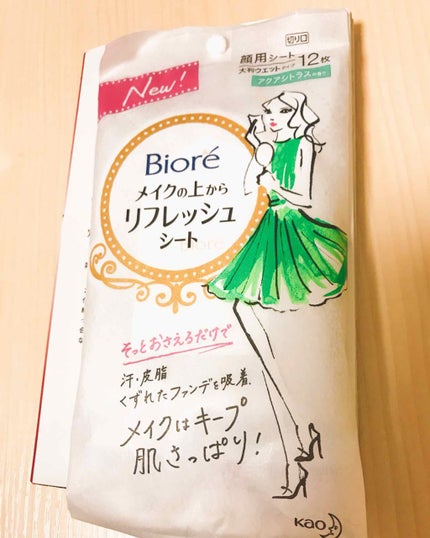 New!
切り口
顔用シート 12枚
大判ウエットタイプ
アクアシトラスの香り
Bioré
メイクの上から
リフレッシュ
シート
そっとおさえるだけで
汗・皮脂
くずれたファンデを吸着
メイクはキープ
肌さっぱり!
Kao